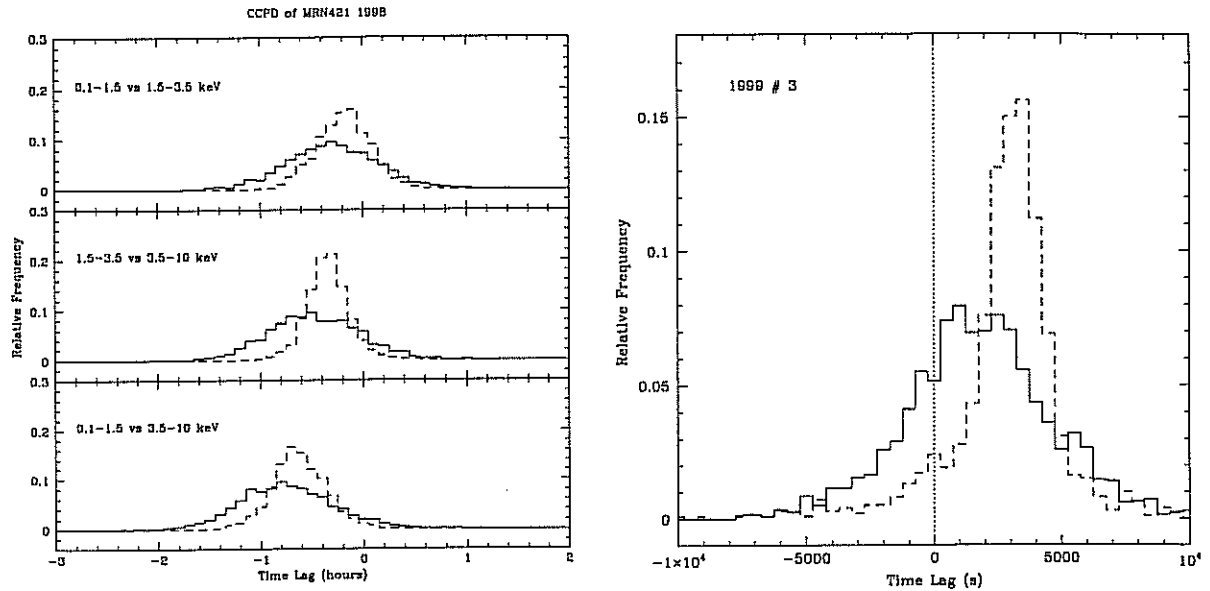 CCPD of MRN421 1998
0.3
0.1-1.5 vs 1.5-3.5 keV
0.2
0.1
0
0.3
1.5-3.5 vs 3.5-10 keV
0.2
0.1
0
0.3
0.1-1.5 vs 3.5-10 keV
0.2
0.1
0
Relative Frequency
-3 -2 -1 0 1 2
Time Lag (hours)
1999 # 3
0.15
0.1
0.05
0
Relative Frequency
-1×10⁴ -5000 0 5000 10⁴
Time Lag (s)